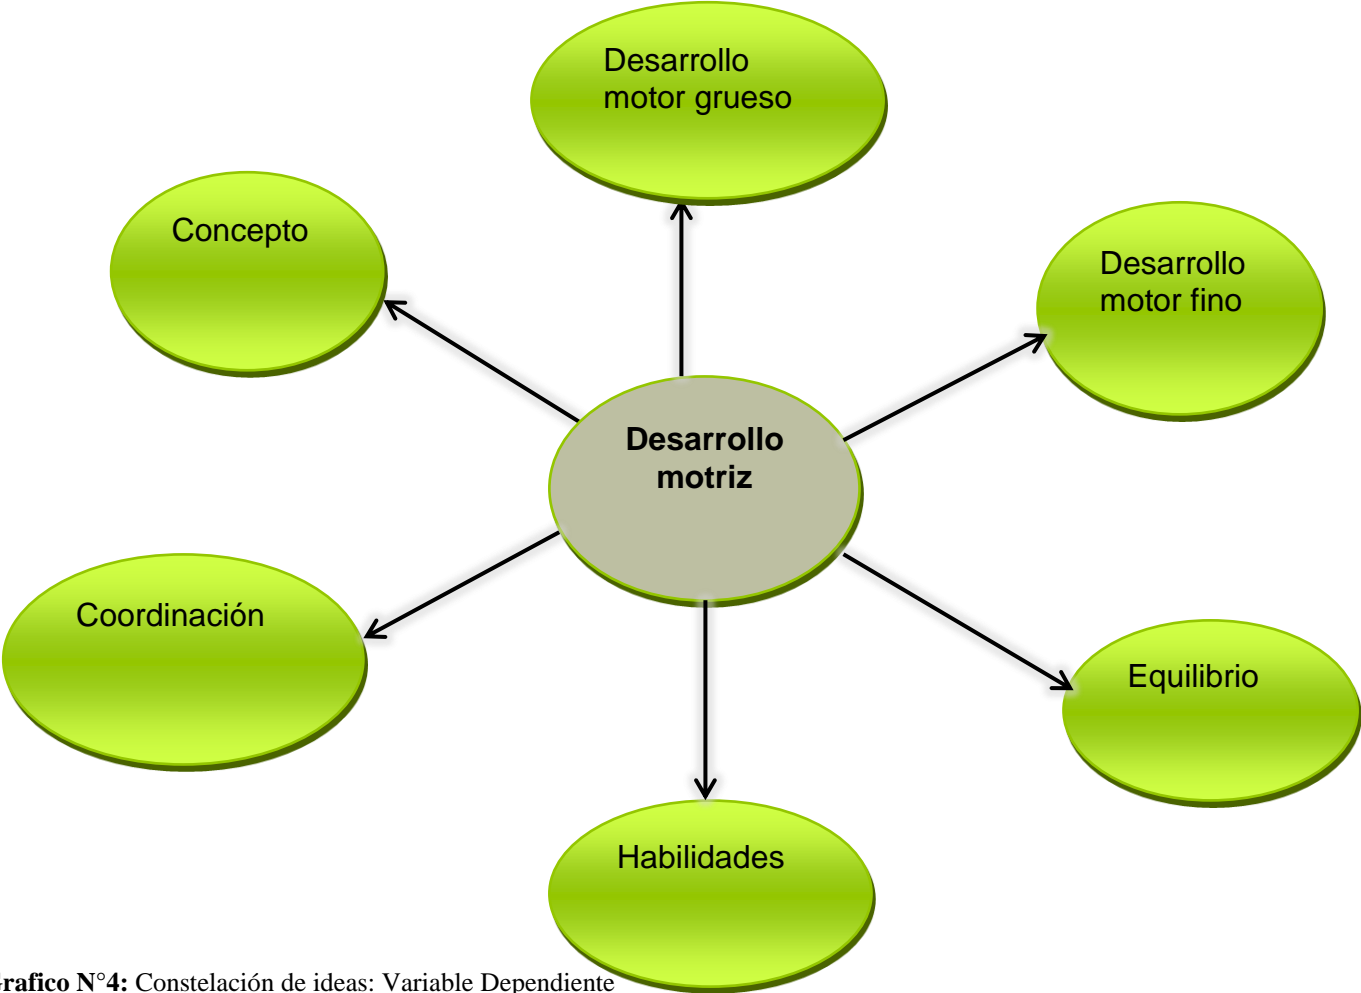 Desarrollo
motor grueso
Concepto
Desarrollo
motor fino
Desarrollo
motriz
Coordinación
Equilibrio
Habilidades
rafico N°4: Constelación de ideas: Variable Dependiente